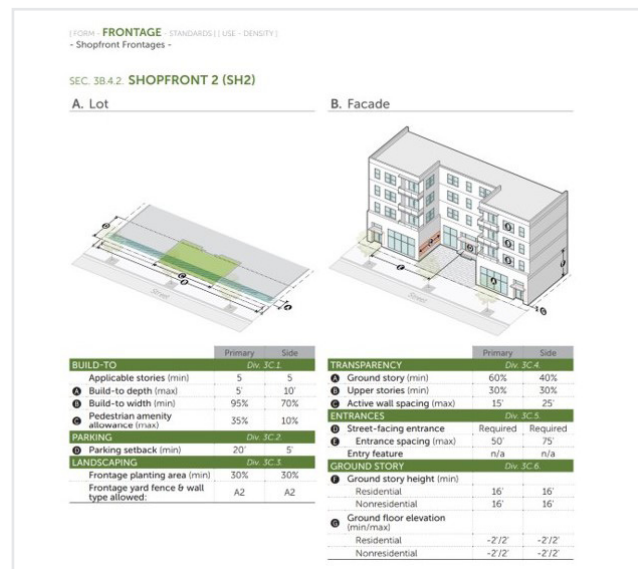 [ FORM - FRONTAGE - STANDARDS ] [ USE - DENSITY ]
- Shopfront Frontages -
SEC. 3B.4.2. SHOPFRONT 2 (SH2)
A. Lot
Street
Primary Side
BUILD-TO Div. 3C.1.
Applicable stories (min) 5 5
A Build-to depth (max) 5' 10'
B Build-to width (min) 95% 70%
C Pedestrian amenity allowance (max) 35% 10%
PARKING Div. 3C.2.
D Parking setback (min) 20' 5'
LANDSCAPING Div. 3C.3.
Frontage planting area (min) 30% 30%
Frontage yard fence & wall type allowed: A2 A2
B. Facade
Street
Primary Side
TRANSPARENCY Div. 3C.4.
A Ground story (min) 60% 40%
B Upper stories (min) 30% 30%
C Active wall spacing (max) 15' 25'
ENTRANCES Div. 3C.5.
D Street-facing entrance Required Required
E Entrance spacing (max) 50' 75'
Entry feature n/a n/a
GROUND STORY Div. 3C.6.
F Ground story height (min)
Residential 16' 16'
Nonresidential 16' 16'
G Ground floor elevation (min/max)
Residential -2'/2' -2'/2'
Nonresidential -2'/2' -2'/2'